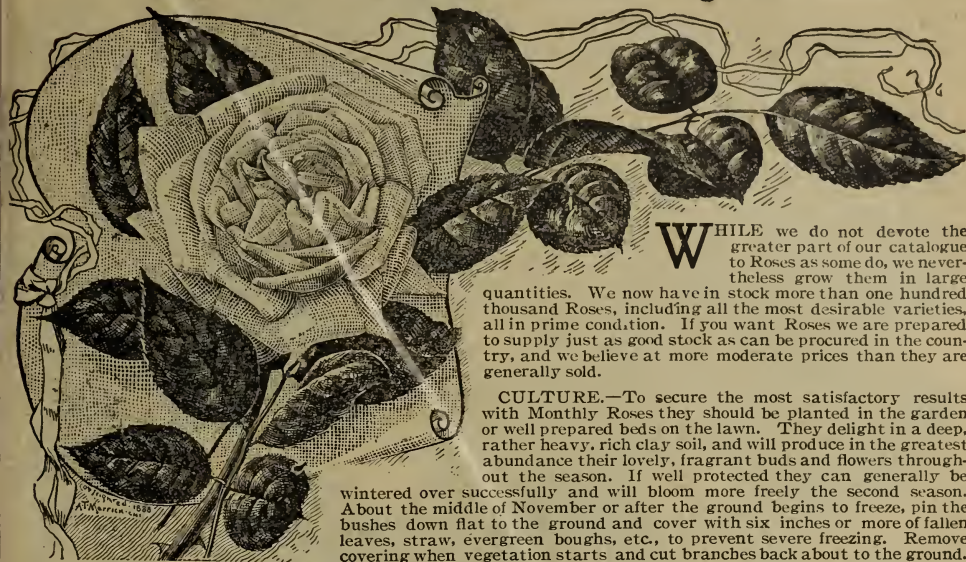 WHILE we do not devote the
greater part of our catalogue
to Roses as some do, we never-
theless grow them in large
quantities. We now have in stock more than one hundred
thousand Roses, including all the most desirable varieties,
all in prime condition. If you want Roses we are prepared
to supply just as good stock as can be procured in the coun-
try, and we believe at more moderate prices than they are
generally sold.
CULTURE.—To secure the most satisfactory results
with Monthly Roses they should be planted in the garden
or well prepared beds on the lawn. They delight in a deep,
rather heavy, rich clay soil, and will produce in the greatest
abundance their lovely, fragrant buds and flowers through-
out the season. If well protected they can generally be
wintered over successfully and will bloom more freely the second season.
About the middle of November or after the ground begins to freeze, pin the
bushes down flat to the ground and cover with six inches or more of fallen
leaves, straw, evergreen boughs, etc., to prevent severe freezing. Remove
covering when vegetation starts and cut branches back about to the ground.
1888